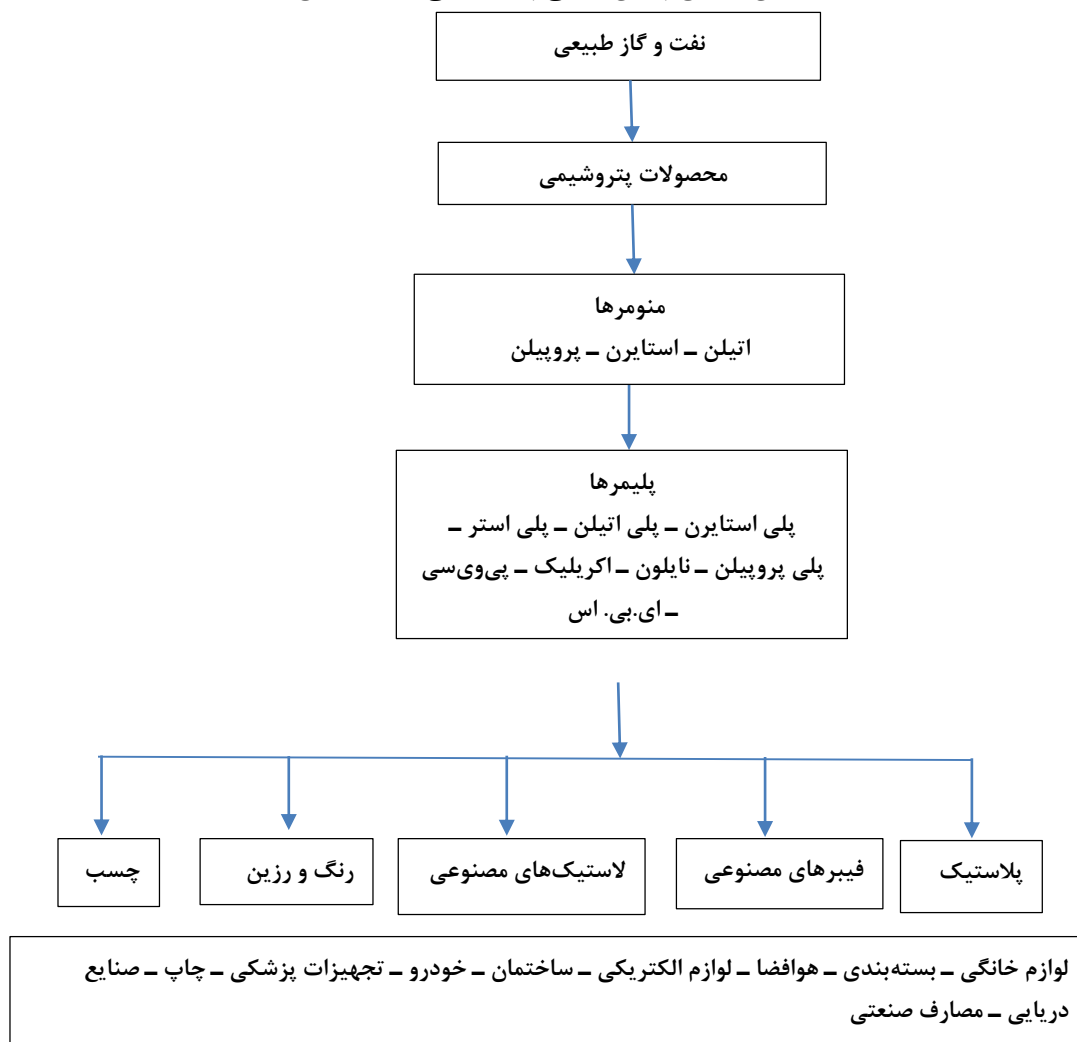 نفت و گاز طبیعی
محصولات پتروشیمی
منومرها
اتیلن ـ استایرن ـ پروپیلن
پلیمرها
پلی استایرن ـ پلی اتیلن ـ پلی استر ـ
پلی پروپیلن ـ نایلون ـ اکریلیک ـ پی‌وی‌سی
ـ ای.بی. اس
پلاستیک
فیبرهای مصنوعی
لاستیک‌های مصنوعی
رنگ و رزین
چسب
لوازم خانگی ـ بسته‌بندی ـ هوافضا ـ لوازم الکتریکی ـ ساختمان ـ خودرو ـ تجهیزات پزشکی ـ چاپ ـ صنایع
دریایی ـ مصارف صنعتی